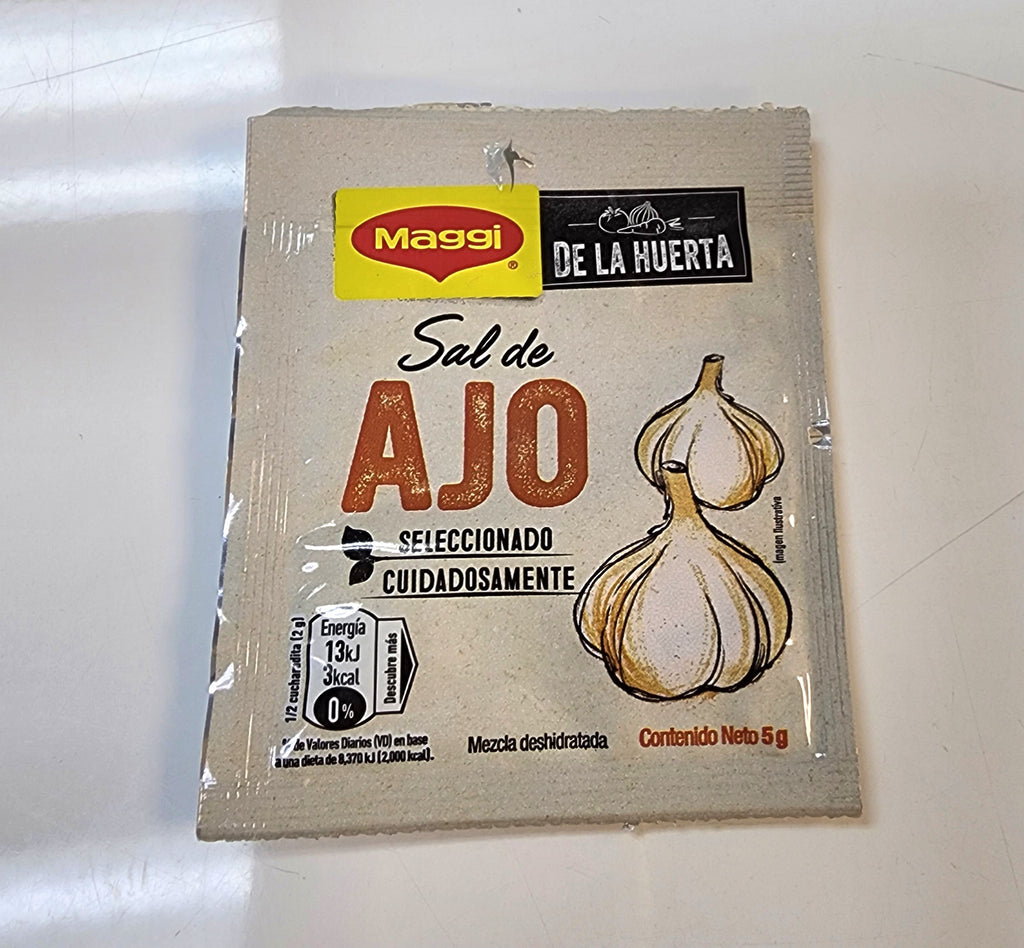 Maggi
®
DE LA HUERTA
Sal de
AJO
SELECCIONADO
CUIDADOSAMENTE
Imagen Ilustrativa
1/2 cucharadita (2 g)
Energía
13kJ
3kcal
0%
Descubre más
% de Valores Diarios (VD) en base
a una dieta de 8,370 kJ (2,000 kcal).
Mezcla deshidratada
Contenido Neto 5 g